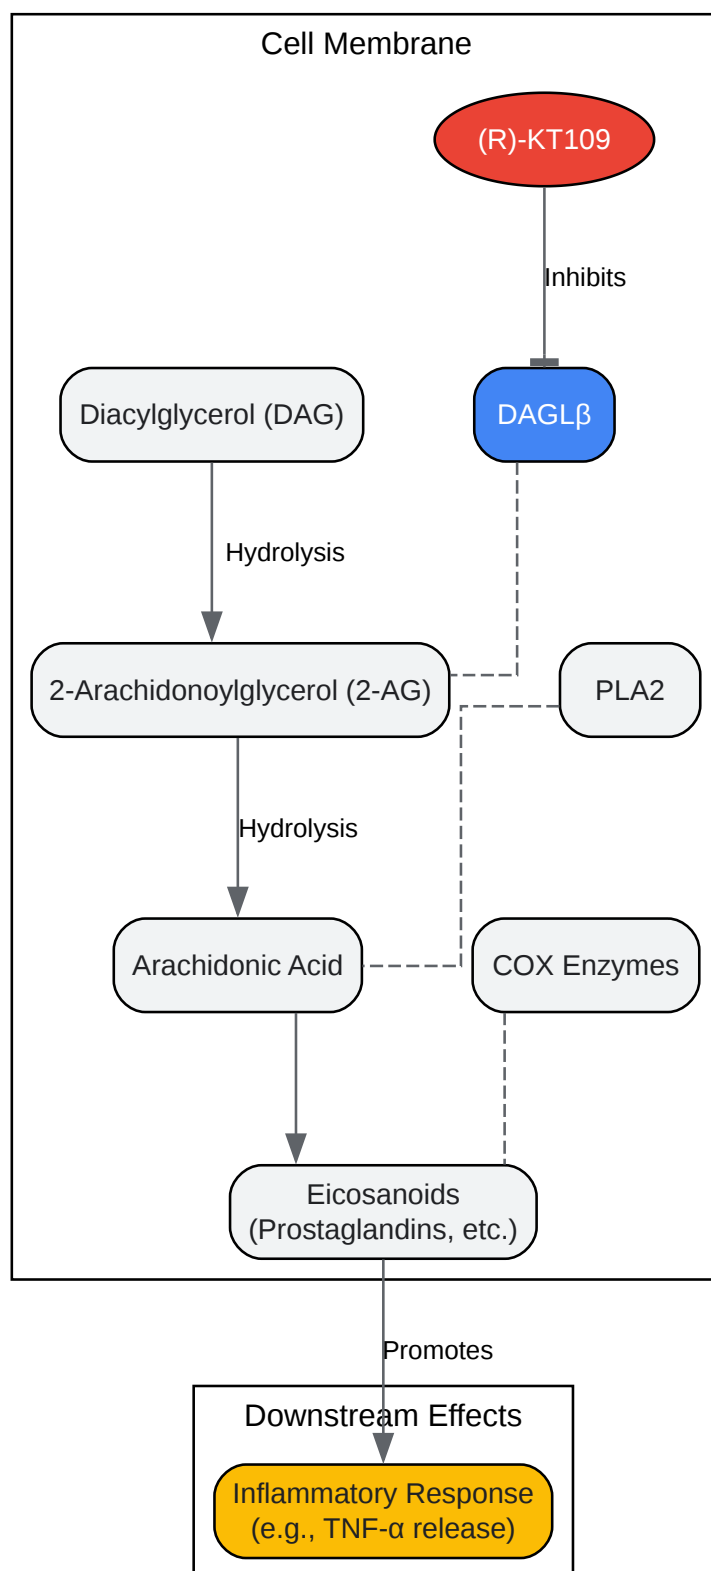 Cell Membrane
(R)-KT109
Inhibits
Diacylglycerol (DAG)
DAGLβ
Hydrolysis
2-Arachidonoylglycerol (2-AG)
PLA2
Hydrolysis
Arachidonic Acid
COX Enzymes
Eicosanoids
(Prostaglandins, etc.)
Promotes
Downstream Effects
Inflammatory Response
(e.g., TNF-α release)